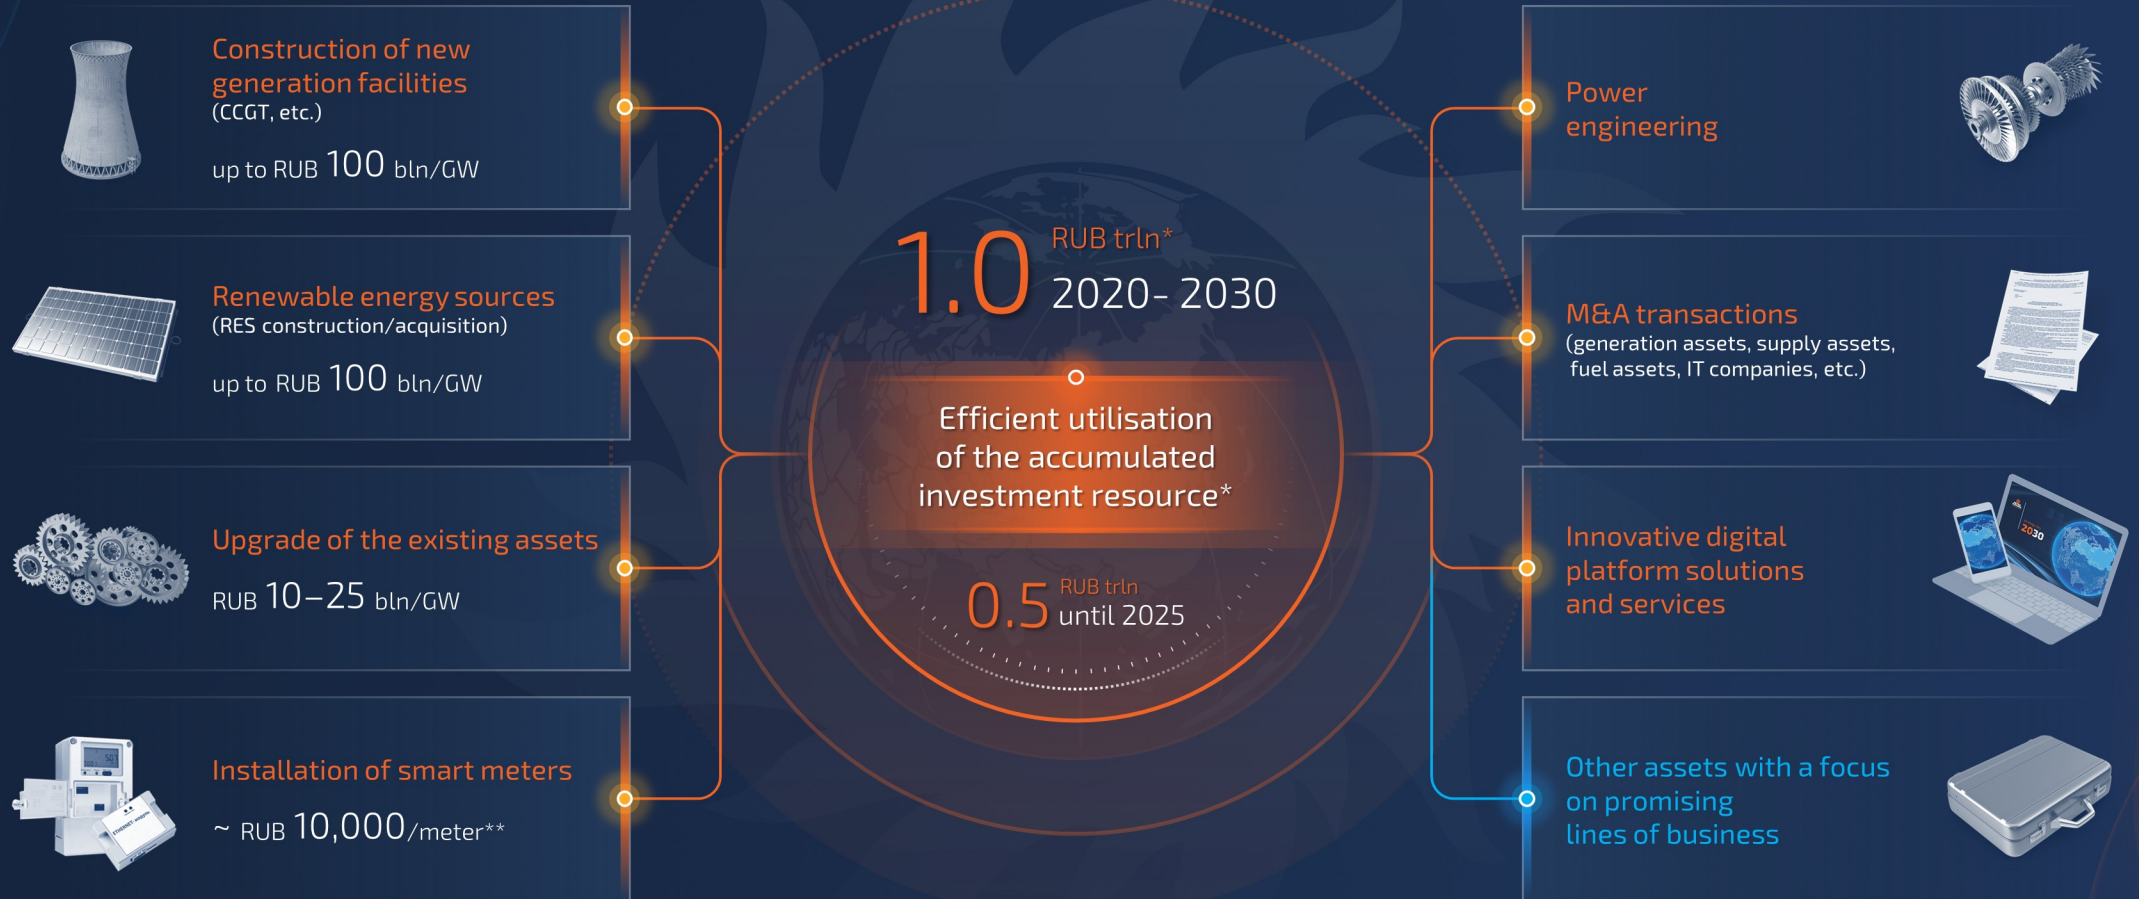 Construction of new
generation facilities
(CCGT, etc.)
up to RUB 100 bln/GW
Renewable energy sources
(RES construction/acquisition)
up to RUB 100 bln/GW
Upgrade of the existing assets
RUB 10–25 bln/GW
Installation of smart meters
~ RUB 10,000/meter**
1.0 RUB trln*
2020- 2030
Efficient utilisation
of the accumulated
investment resource*
0.5 RUB trln
until 2025
Power
engineering
M&A transactions
(generation assets, supply assets,
fuel assets, IT companies, etc.)
Innovative digital
platform solutions
and services
2030
Other assets with a focus
on promising
lines of business